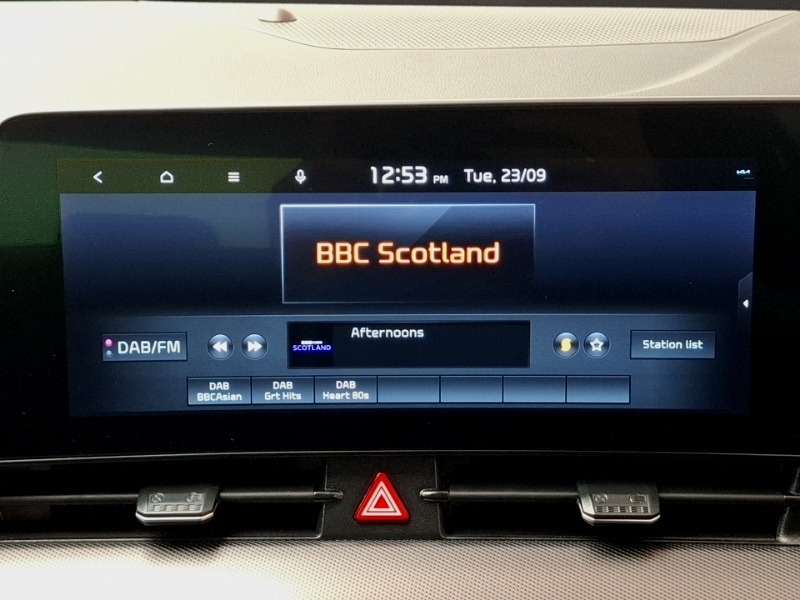 12:53 PM Tue, 23/09
BBC Scotland
DAB/FM
SCOTLAND
Afternoons
Station list
DAB
BBCAsian
DAB
Grt Hits
DAB
Heart 80s